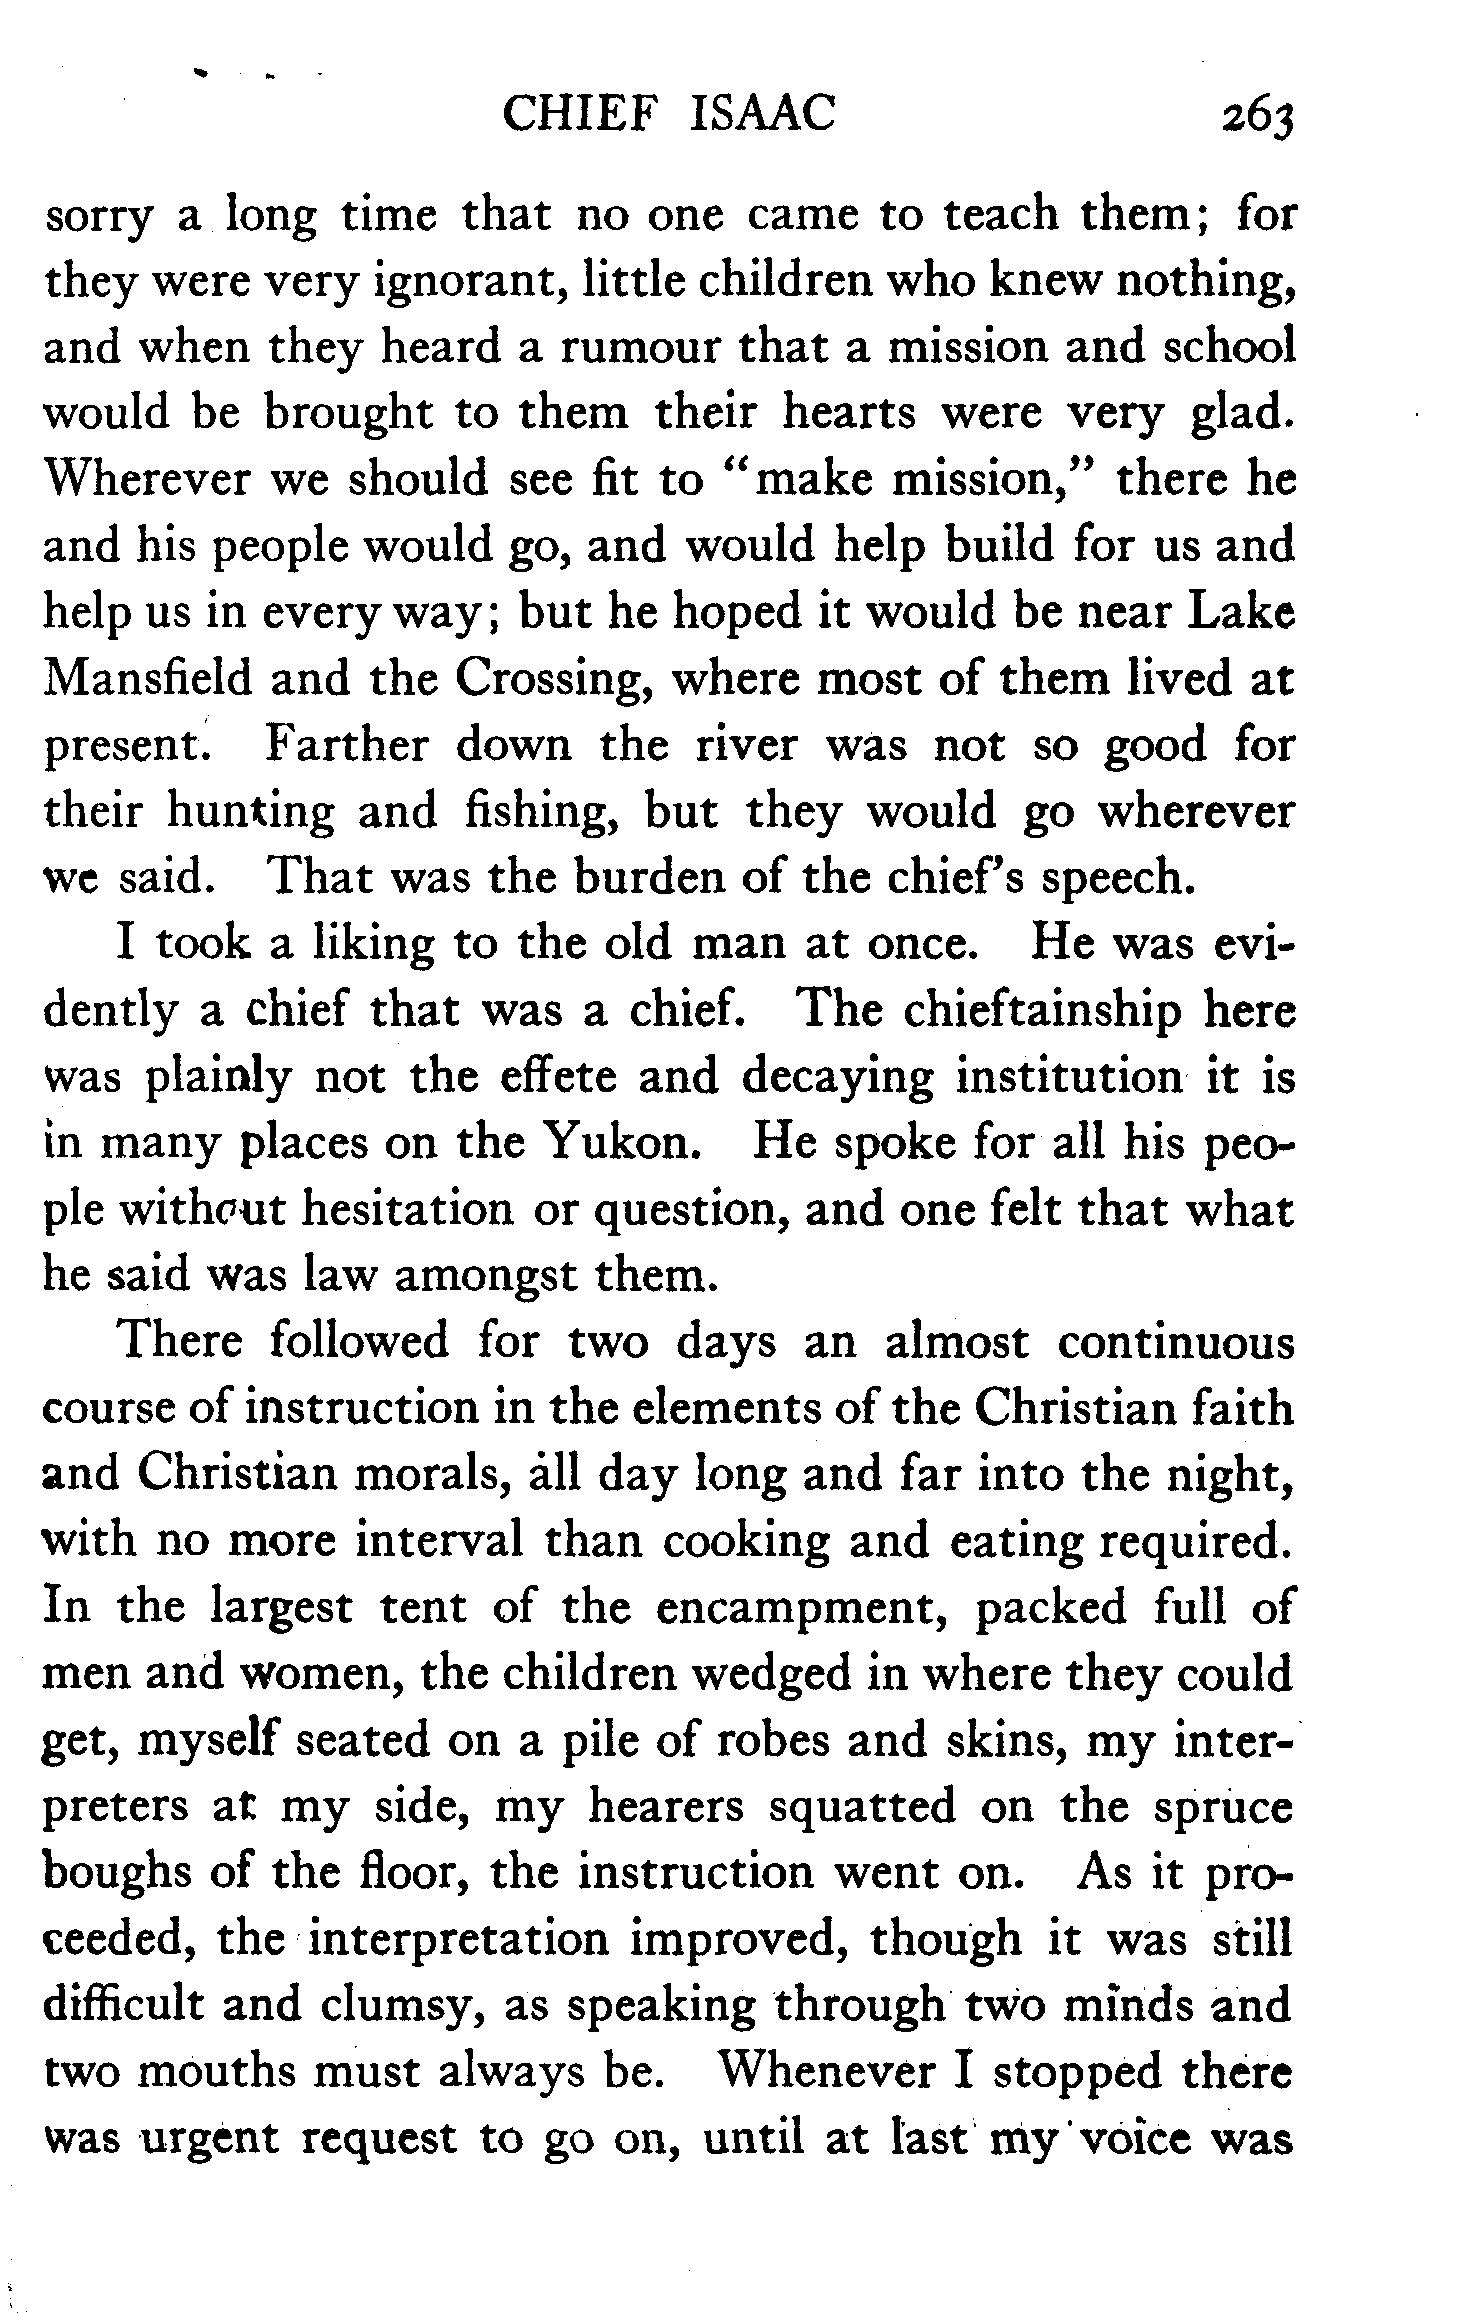 CHIEF ISAAC 263
sorry a long time that no one came to teach them; for
they were very ignorant, little children who knew nothing,
and when they heard a rumour that a mission and school
would be brought to them their hearts were very glad.
Wherever we should see fit to "make mission," there he
and his people would go, and would help build for us and
help us in every way; but he hoped it would be near Lake
Mansfield and the Crossing, where most of them lived at
present. Farther down the river was not so good for
their hunting and fishing, but they would go wherever
we said. That was the burden of the chief's speech.
I took a liking to the old man at once. He was evi-
dently a chief that was a chief. The chieftainship here
was plainly not the effete and decaying institution it is
in many places on the Yukon. He spoke for all his peo-
ple without hesitation or question, and one felt that what
he said was law amongst them.
There followed for two days an almost continuous
course of instruction in the elements of the Christian faith
and Christian morals, all day long and far into the night,
with no more interval than cooking and eating required.
In the largest tent of the encampment, packed full of
men and women, the children wedged in where they could
get, myself seated on a pile of robes and skins, my inter-
preters at my side, my hearers squatted on the spruce
boughs of the floor, the instruction went on. As it pro-
ceeded, the interpretation improved, though it was still
difficult and clumsy, as speaking through two minds and
two mouths must always be. Whenever I stopped there
was urgent request to go on, until at last my voice was